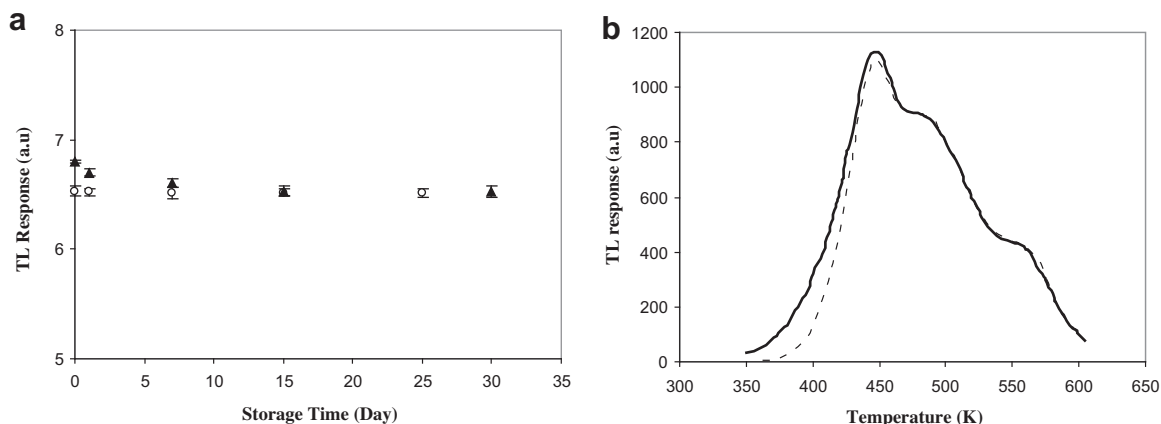 a
8
7
6
5
TL Response (a.u)
0 5 10 15 20 25 30 35
Storage Time (Day)
b
1200
1000
800
600
400
200
0
TL response (a.u)
300 350 400 450 500 550 600 650
Temperature (K)